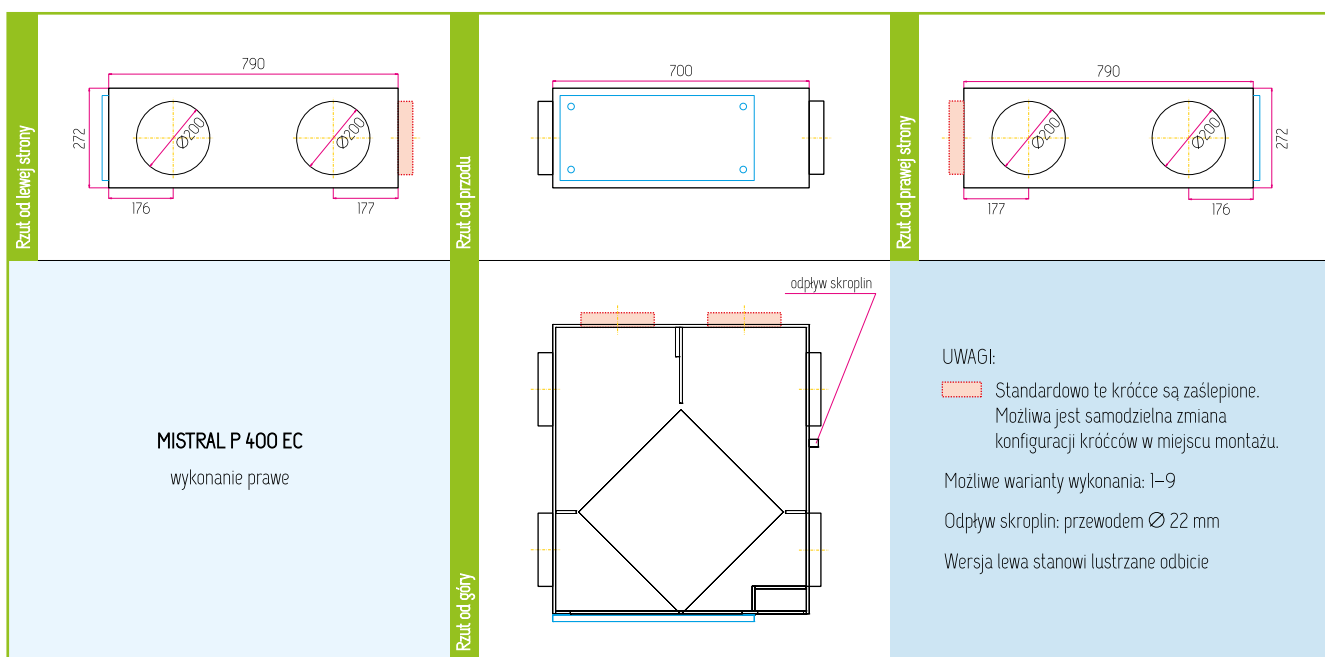 Rzut od lewej strony
790
272
Ø200
Ø200
176
177
Rzut od przodu
700
Rzut od prawej strony
790
272
Ø200
Ø200
177
176
MISTRAL P 400 EC
wykonanie prawe
Rzut od góry
odpływ skroplin
UWAGI:
Standardowo te króćce są zaślepione.
Możliwa jest samodzielna zmiana
konfiguracji króćców w miejscu montażu.
Możliwe warianty wykonania: 1–9
Odpływ skroplin: przewodem Ø 22 mm
Wersja lewa stanowi lustrzane odbicie